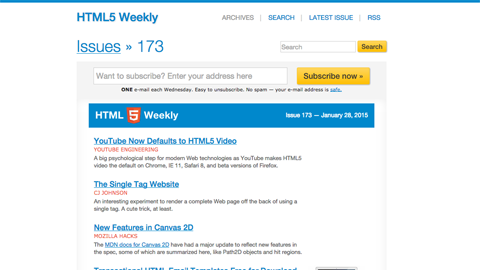 HTML5 Weekly
ARCHIVES | SEARCH | LATEST ISSUE | RSS
Issues » 173
Search
Search
Want to subscribe? Enter your address here
Subscribe now »
ONE e-mail each Wednesday. Easy to unsubscribe. No spam — your e-mail address is safe.
HTML 5 Weekly
Issue 173 — January 28, 2015
YouTube Now Defaults to HTML5 Video
YOUTUBE ENGINEERING
A big psychological step for modern Web technologies as YouTube makes HTML5
video the default on Chrome, IE 11, Safari 8, and beta versions of Firefox.
The Single Tag Website
CJ JOHNSON
An interesting experiment to render a complete Web page off the back of using a
single tag. A cute trick, at least.
New Features in Canvas 2D
MOZILLA HACKS
The MDN docs for Canvas 2D have had a major update to reflect new features in
the spec, some of which are summarized here, like Path2D objects and hit regions.
Transactional HTML Email Templates Free for Download